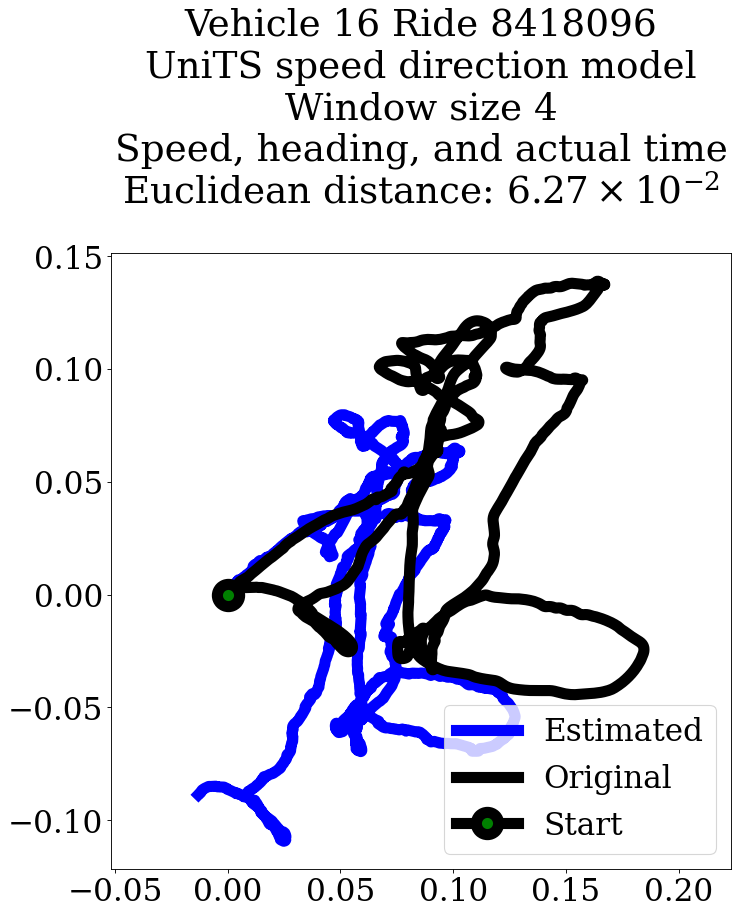 Vehicle 16 Ride 8418096
UniTS speed direction model
Window size 4
Speed, heading, and actual time
Euclidean distance: 6.27 × 10⁻²
0.15
0.10
0.05
0.00
−0.05
−0.10
−0.05 0.00 0.05 0.10 0.15 0.20
Estimated
Original
Start